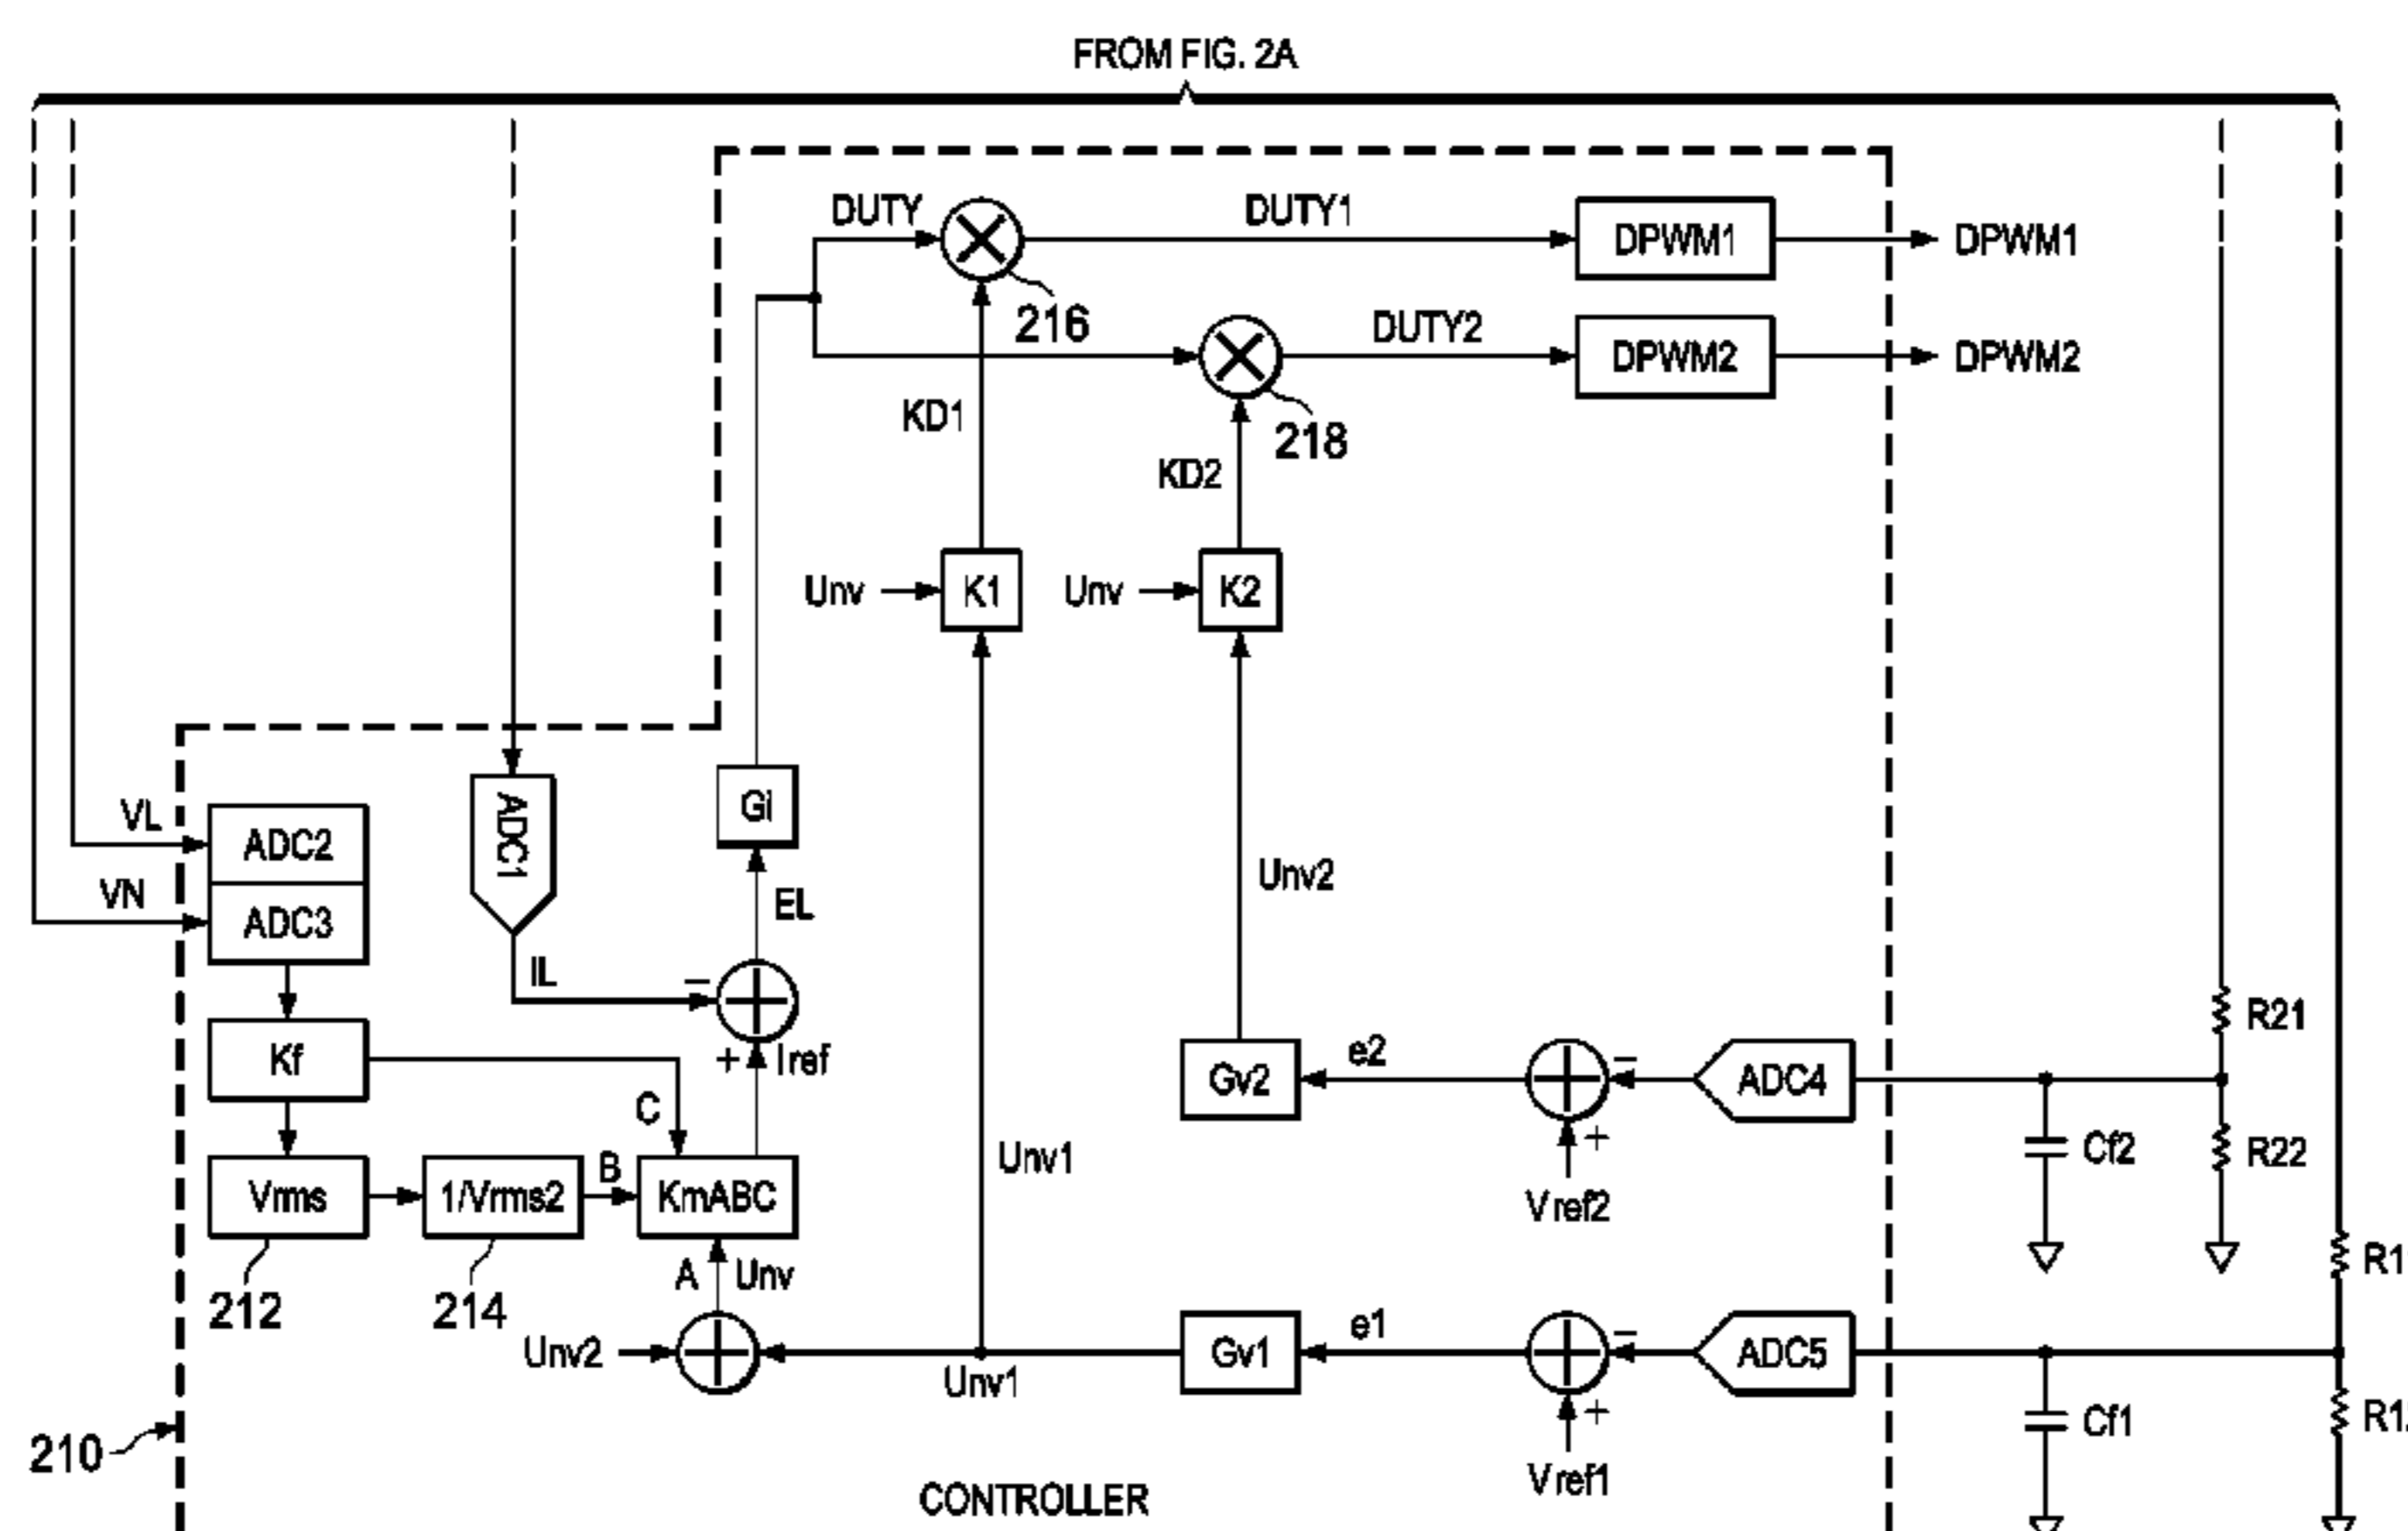 FROM FIG. 2A
DUTY
DUTY1
DPWM1
DPWM1
216
DUTY2
DPWM2
DPWM2
KD1
218
KD2
Unv
K1
Unv
K2
VL
ADC2
ADC1
Gi
VN
ADC3
EL
Unv2
IL
−
R21
Kf
+
Iref
C
Gv2
e2
−
ADC4
+
Cf2
R22
Unv1
Vrms
1/Vrms2
B
KmABC
Vref2
A
Unv
R1
212
214
Unv2
Unv1
Gv1
e1
−
ADC5
+
Cf1
R1
210
Vref1
CONTROLLER